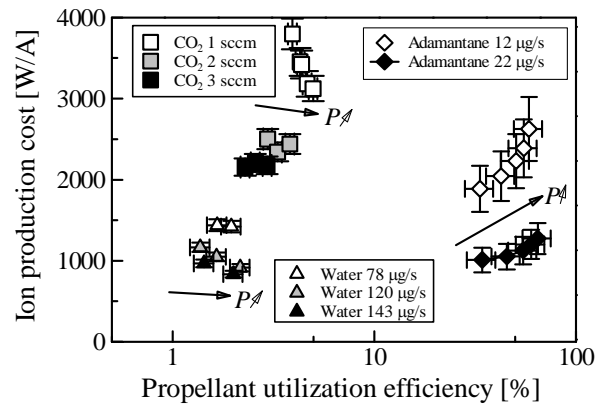 4000
3000
2000
1000
0
Ion production cost [W/A]
CO₂ 1 sccm
CO₂ 2 sccm
CO₂ 3 sccm
Adamantane 12 μg/s
Adamantane 22 μg/s
P
P
P
Water 78 μg/s
Water 120 μg/s
Water 143 μg/s
1
10
100
Propellant utilization efficiency [%]